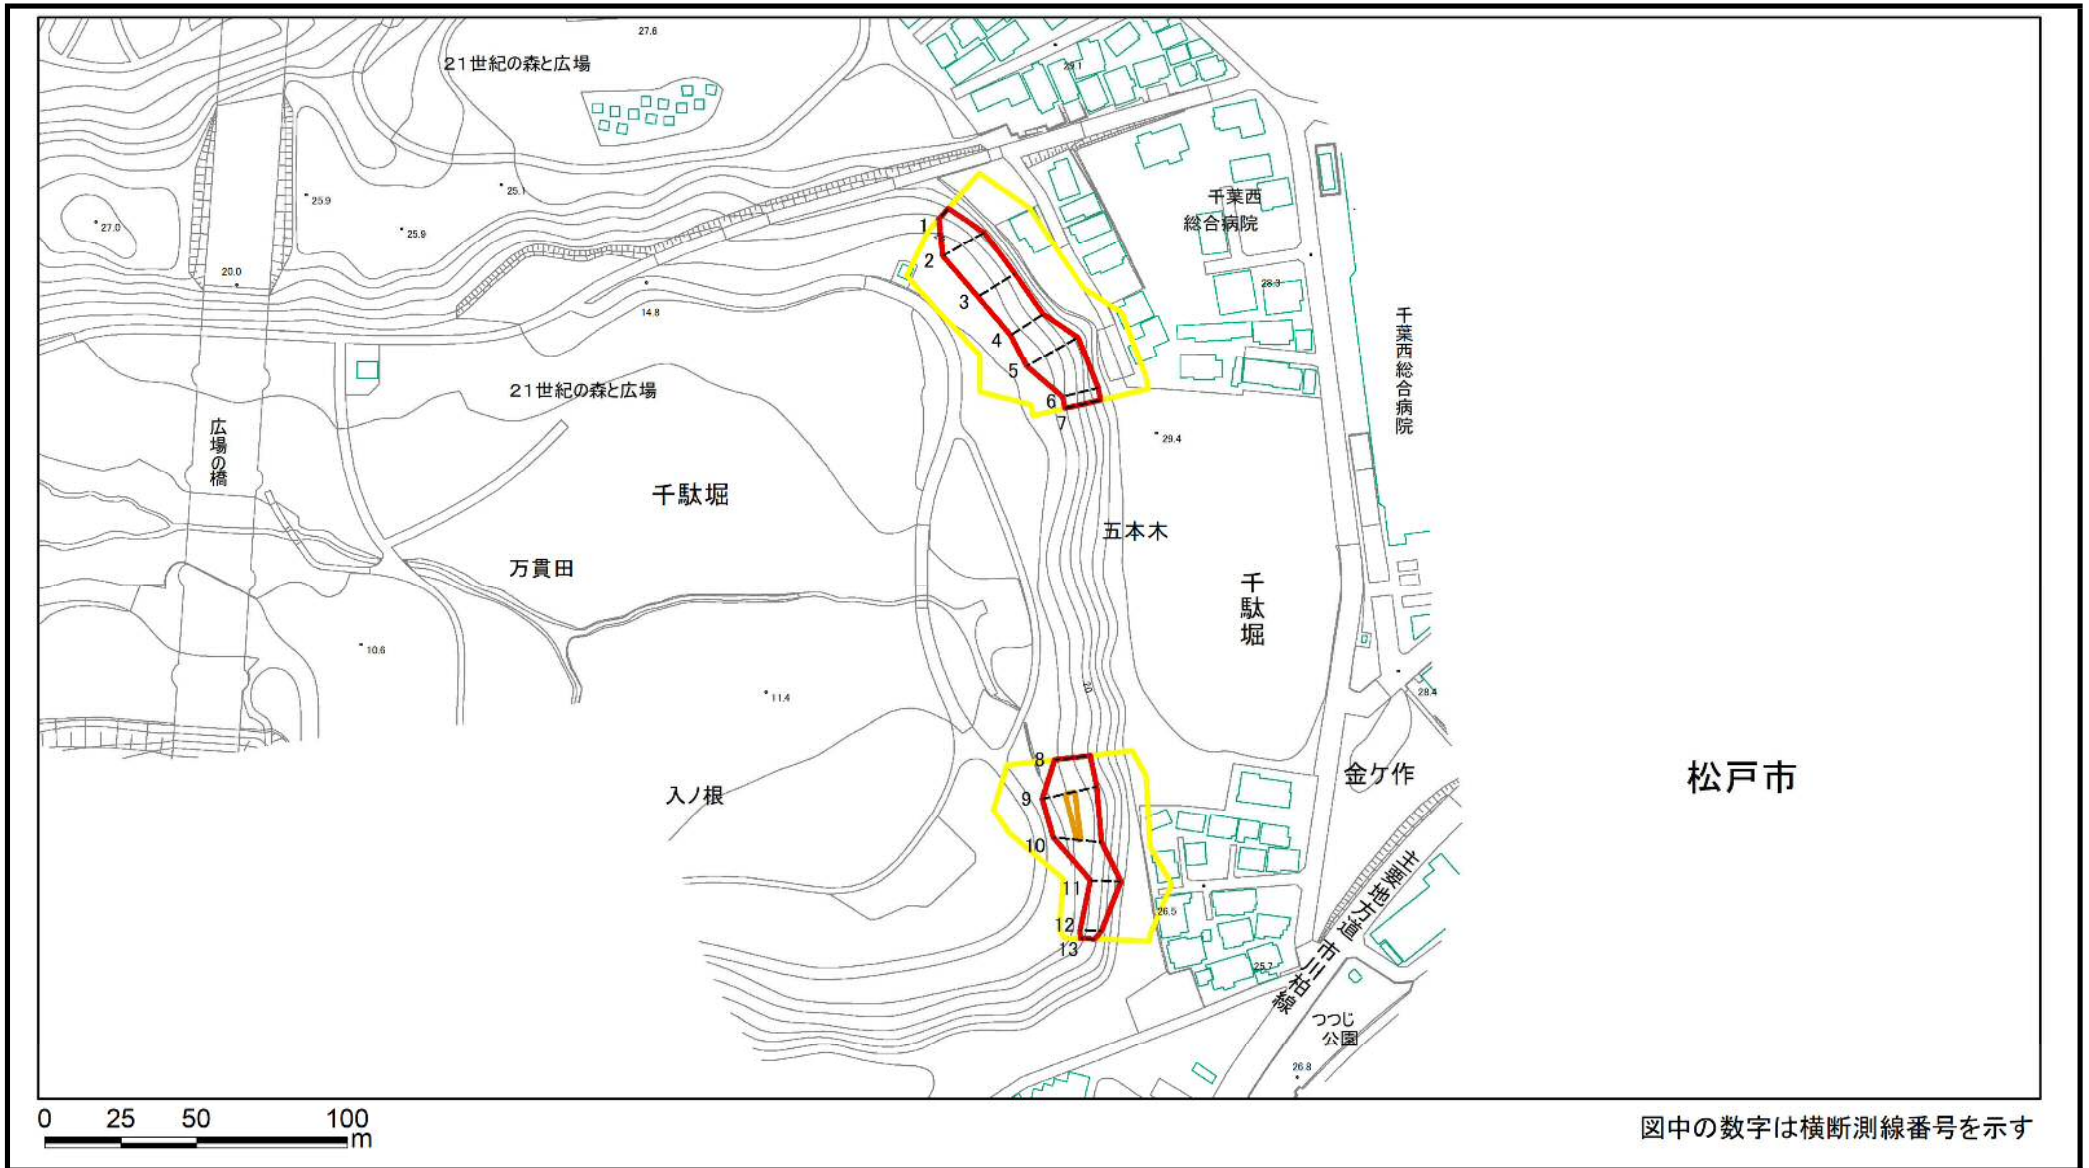 27.6
21世紀の森と広場
29.1
25.9
25.1
25.9
27.0
20.0
千葉西
総合病院
28.3
14.8
千葉西総合病院
1
2
3
4
5
6
7
21世紀の森と広場
広場の橋
29.4
千駄堀
五本木
万貫田
千駄堀
10.6
11.4
20
28.4
8
9
10
11
12
13
入ノ根
金ケ作
松戸市
26.5
25.7
主要地方道 市川柏線
つつじ
公園
26.8
0 25 50 100
m
図中の数字は横断測線番号を示す